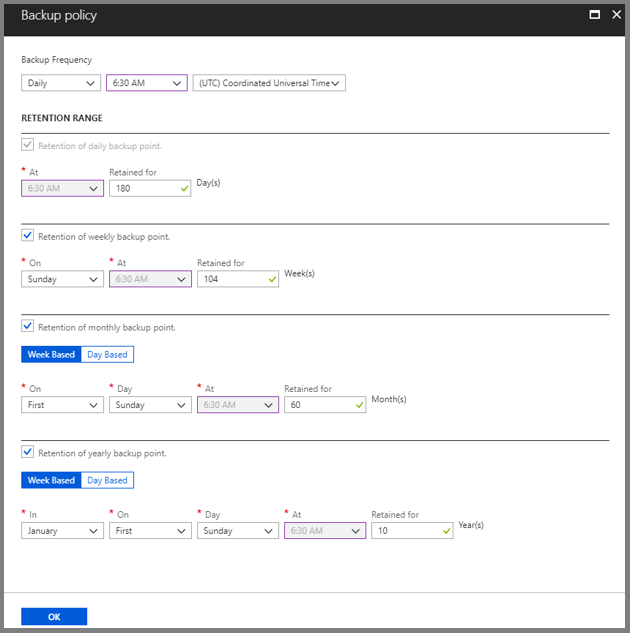 Backup policy
Backup Frequency
Daily 6:30 AM (UTC) Coordinated Universal Time
RETENTION RANGE
Retention of daily backup point.
* At Retained for
6:30 AM 180 Day(s)
Retention of weekly backup point.
* On * At Retained for
Sunday 6:30 AM 104 Week(s)
Retention of monthly backup point.
Week Based Day Based
* On * Day * At Retained for
First Sunday 6:30 AM 60 Month(s)
Retention of yearly backup point.
Week Based Day Based
* In * On * Day * At Retained for
January First Sunday 6:30 AM 10 Year(s)
OK